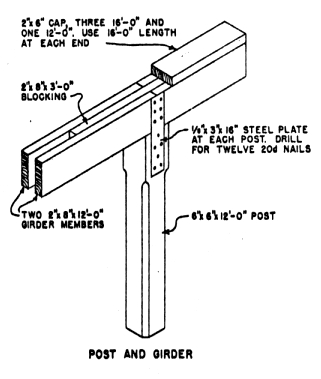 2"x 6" CAP, THREE 16'-0" AND
ONE 12'-0". USE 16'-0" LENGTH
AT EACH END
2"x 8"x 3'-0"
BLOCKING
1/8"x 3"x 16" STEEL PLATE
AT EACH POST. DRILL
FOR TWELVE 20d NAILS
TWO 2"x 8"x 12'-0"
GIRDER MEMBERS
6"x 6"x 12'-0" POST
POST AND GIRDER